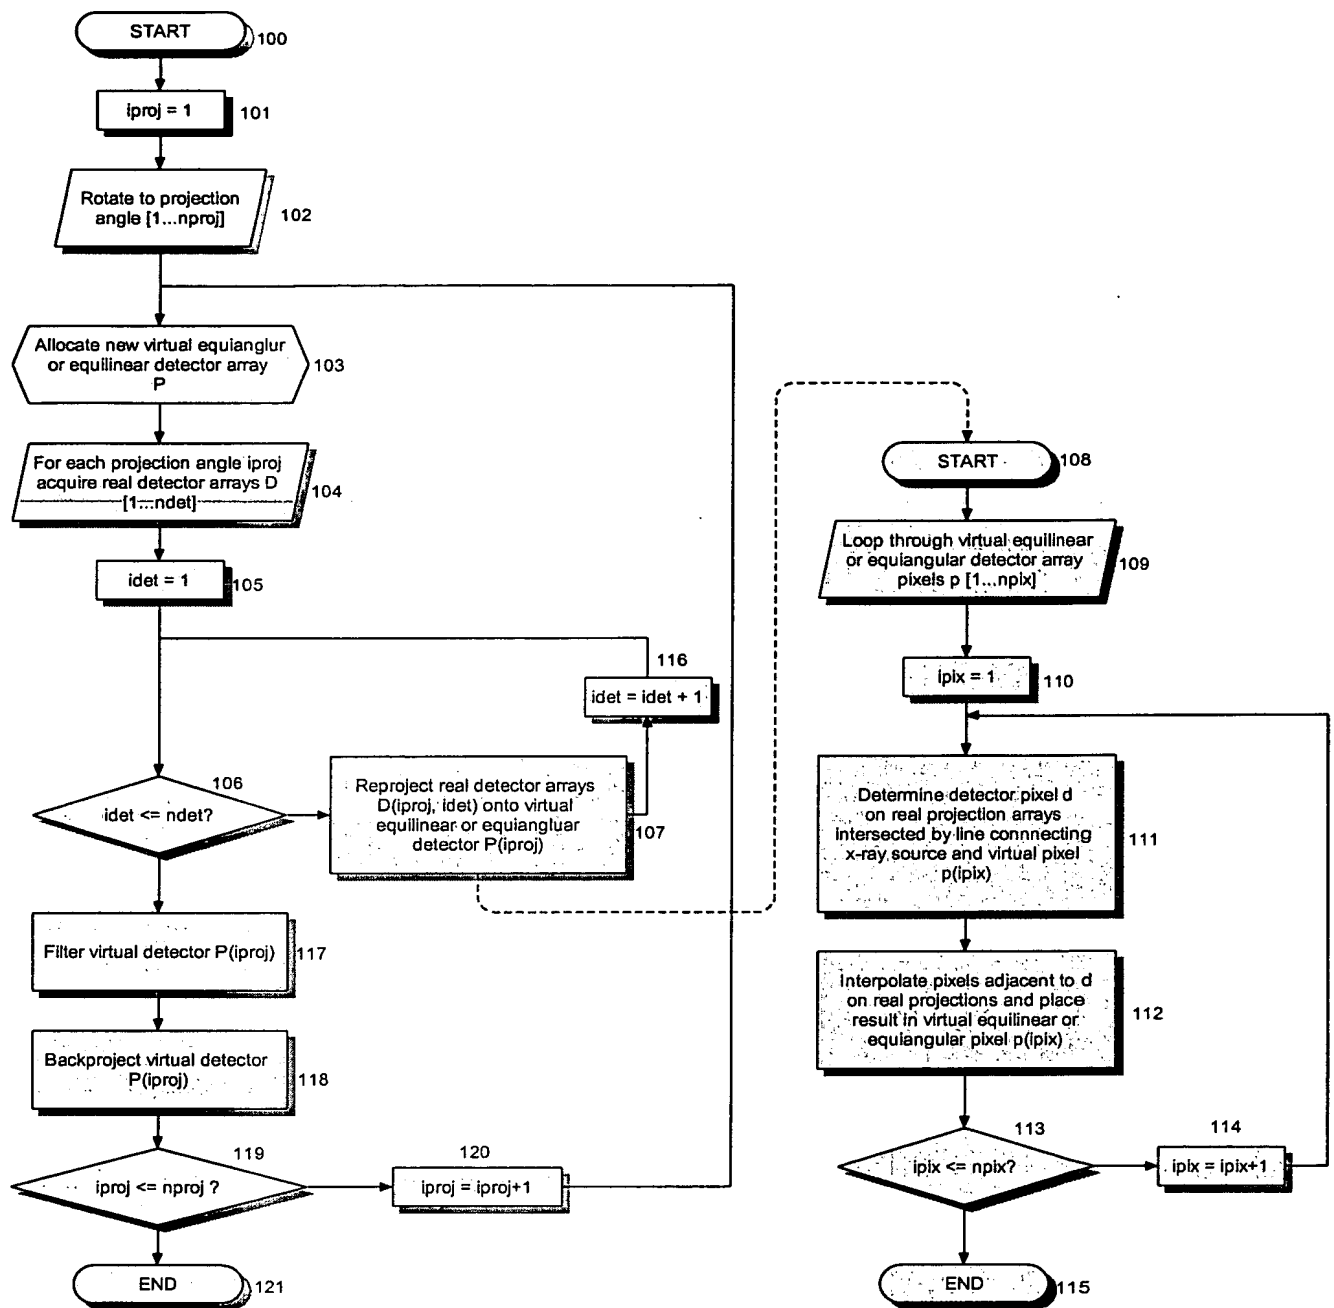 START
100
iproj = 1
101
Rotate to projection
angle [1...nproj]
102
Allocate new virtual equianglur
or equilinear detector array
P
103
For each projection angle iproj
acquire real detector arrays D
[1...ndet]
104
idet = 1
105
116
idet = idet + 1
106
idet <= ndet?
Reproject real detector arrays
D(iproj, idet) onto virtual
equilinear or equiangluar
detector P(iproj)
107
Filter virtual detector P(iproj)
117
Backproject virtual detector
P(iproj)
118
119
iproj <= nproj ?
120
iproj = iproj+1
END
121
START
108
Loop through virtual equilinear
or equiangular detector array
pixels p [1...npix]
109
ipix = 1
110
Determine detector pixel d
on real projection arrays
intersected by line connnecting
x-ray source and virtual pixel
p(ipix)
111
Interpolate pixels adjacent to d
on real projections and place
result in virtual equilinear or
equiangular pixel p(ipix)
112
113
ipix <= npix?
114
ipix = ipix+1
END
115